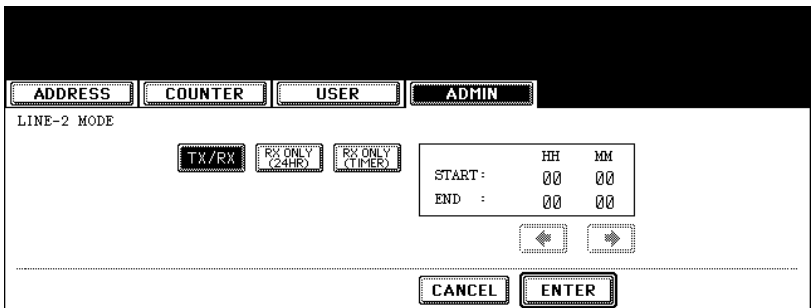 ADDRESS COUNTER USER ADMIN
LINE-2 MODE
TX/RX RX ONLY (24HR) RX ONLY (TIMER)
HH MM
START: 00 00
END : 00 00
CANCEL ENTER